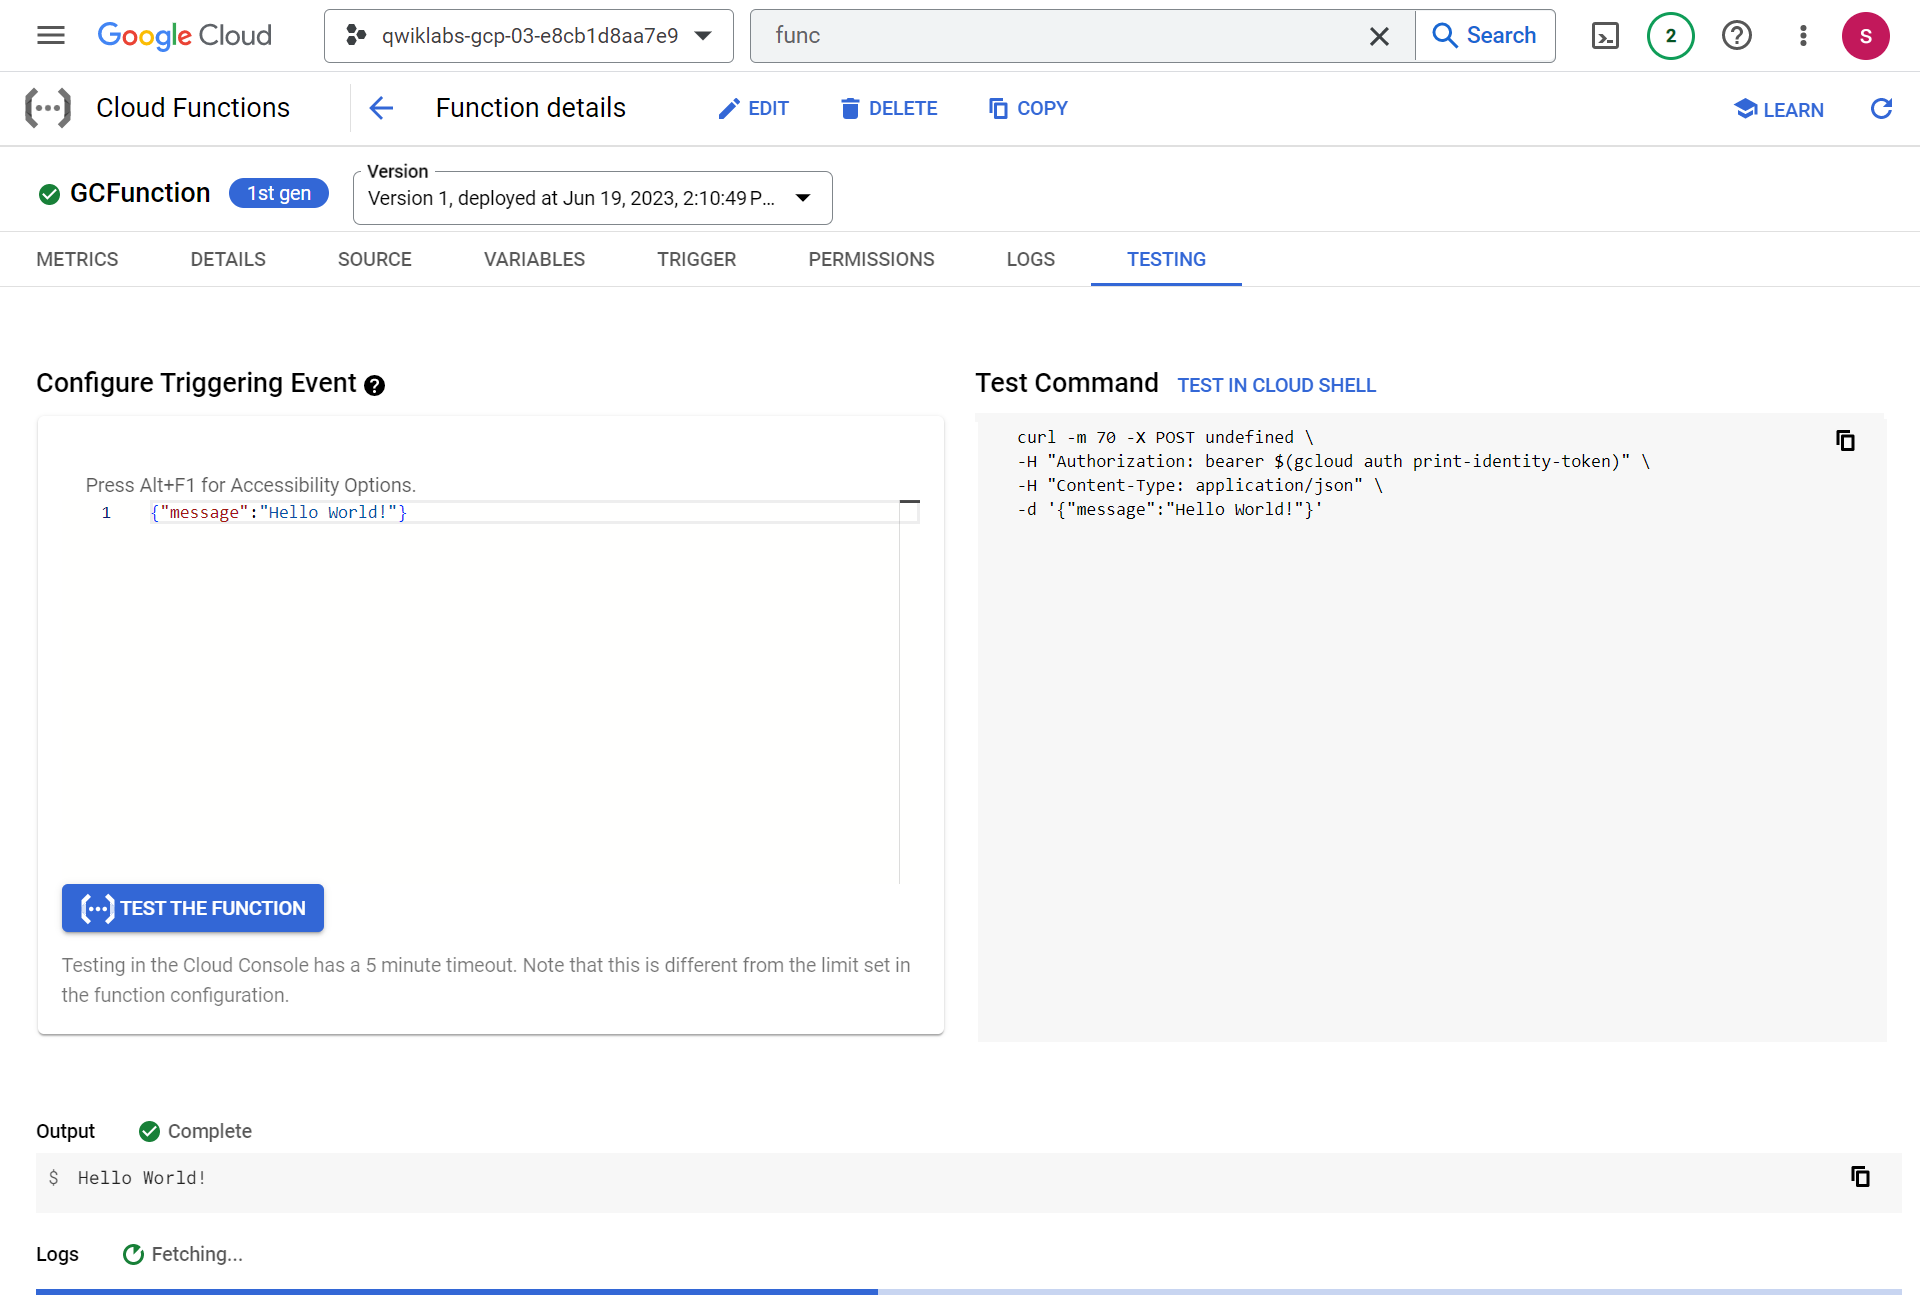 Google Cloud
qwiklabs-gcp-03-e8cb1d8aa7e9
func
Search
2
S
Cloud Functions
Function details
EDIT
DELETE
COPY
LEARN
GCFunction
1st gen
Version
Version 1, deployed at Jun 19, 2023, 2:10:49 P...
METRICS
DETAILS
SOURCE
VARIABLES
TRIGGER
PERMISSIONS
LOGS
TESTING
Configure Triggering Event
Press Alt+F1 for Accessibility Options.
1 {"message":"Hello World!"}
TEST THE FUNCTION
Testing in the Cloud Console has a 5 minute timeout. Note that this is different from the limit set in
the function configuration.
Test Command
TEST IN CLOUD SHELL
curl -m 70 -X POST undefined \
-H "Authorization: bearer $(gcloud auth print-identity-token)" \
-H "Content-Type: application/json" \
-d '{"message":"Hello World!"}'
Output
Complete
$ Hello World!
Logs
Fetching...